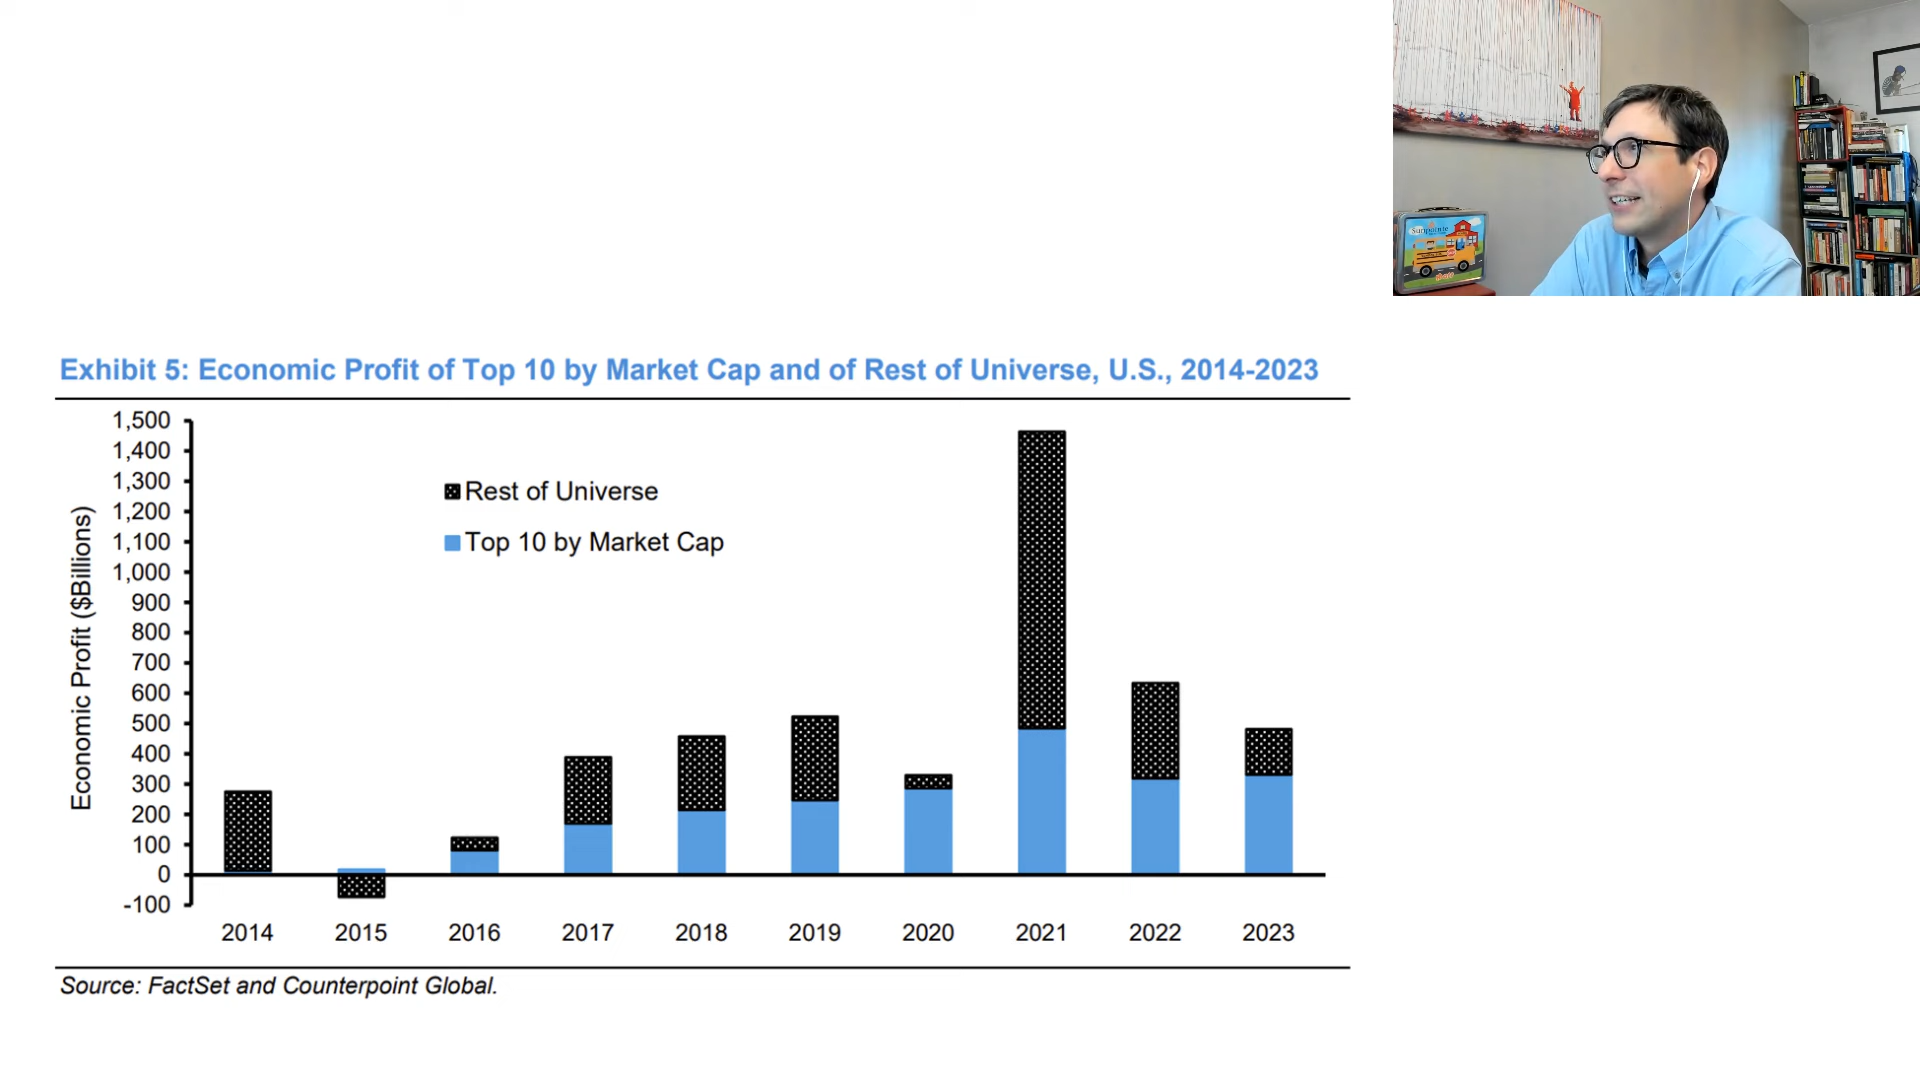 Sunpointe
Exhibit 5: Economic Profit of Top 10 by Market Cap and of Rest of Universe, U.S., 2014-2023
Economic Profit ($Billions)
1,500
1,400
1,300
1,200
1,100
1,000
900
800
700
600
500
400
300
200
100
0
-100
Rest of Universe
Top 10 by Market Cap
2014 2015 2016 2017 2018 2019 2020 2021 2022 2023
Source: FactSet and Counterpoint Global.